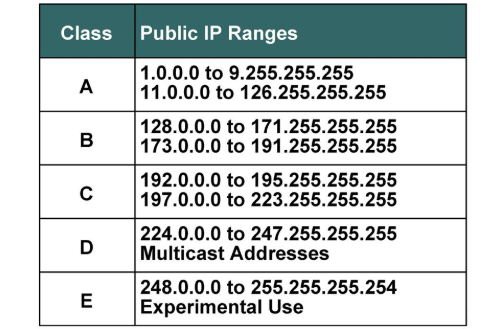 Class Public IP Ranges
A
1.0.0.0 to 9.255.255.255
11.0.0.0 to 126.255.255.255
B
128.0.0.0 to 171.255.255.255
173.0.0.0 to 191.255.255.255
C
192.0.0.0 to 195.255.255.255
197.0.0.0 to 223.255.255.255
D
224.0.0.0 to 247.255.255.255
Multicast Addresses
E
248.0.0.0 to 255.255.255.254
Experimental Use